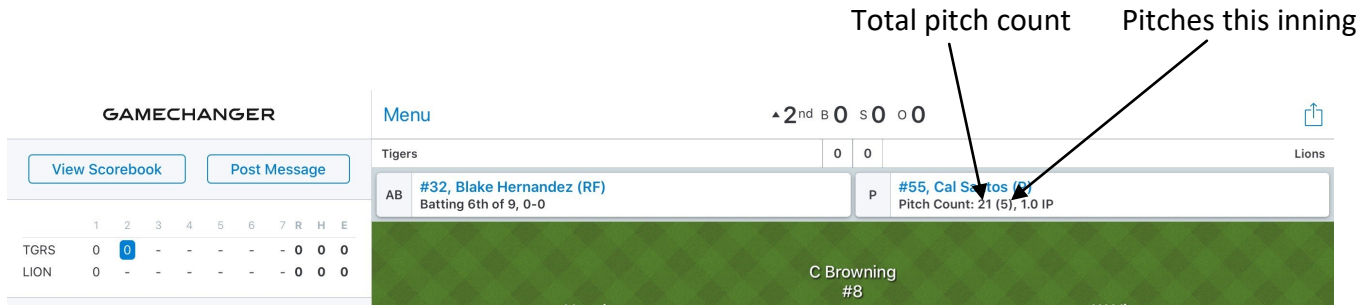 Total pitch count Pitches this inning
GAMECHANGER
Menu
▲2nd B 0 S 0 O 0
View Scorebook Post Message
Tigers 0 0 Lions
AB #32, Blake Hernandez (RF)
Batting 6th of 9, 0-0
P #55, Cal
Pitch Count: 21 (5), 1.0 IP
1 2 3 4 5 6 7 R H E
TGRS 0 0 - - - - - 0 0 0
LION 0 - - - - - - 0 0 0
C Browning
#8